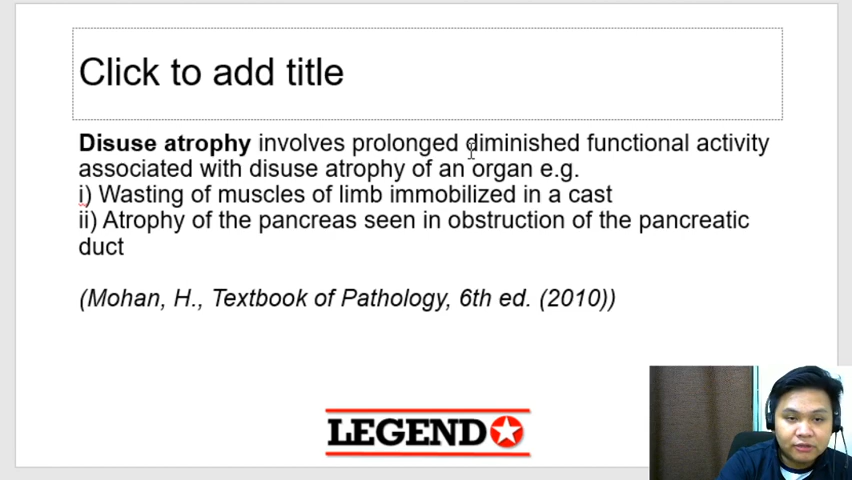 Click to add title
Disuse atrophy involves prolonged diminished functional activity
associated with disuse atrophy of an organ e.g.
i) Wasting of muscles of limb immobilized in a cast
ii) Atrophy of the pancreas seen in obstruction of the pancreatic
duct
(Mohan, H., Textbook of Pathology, 6th ed. (2010))
LEGEND